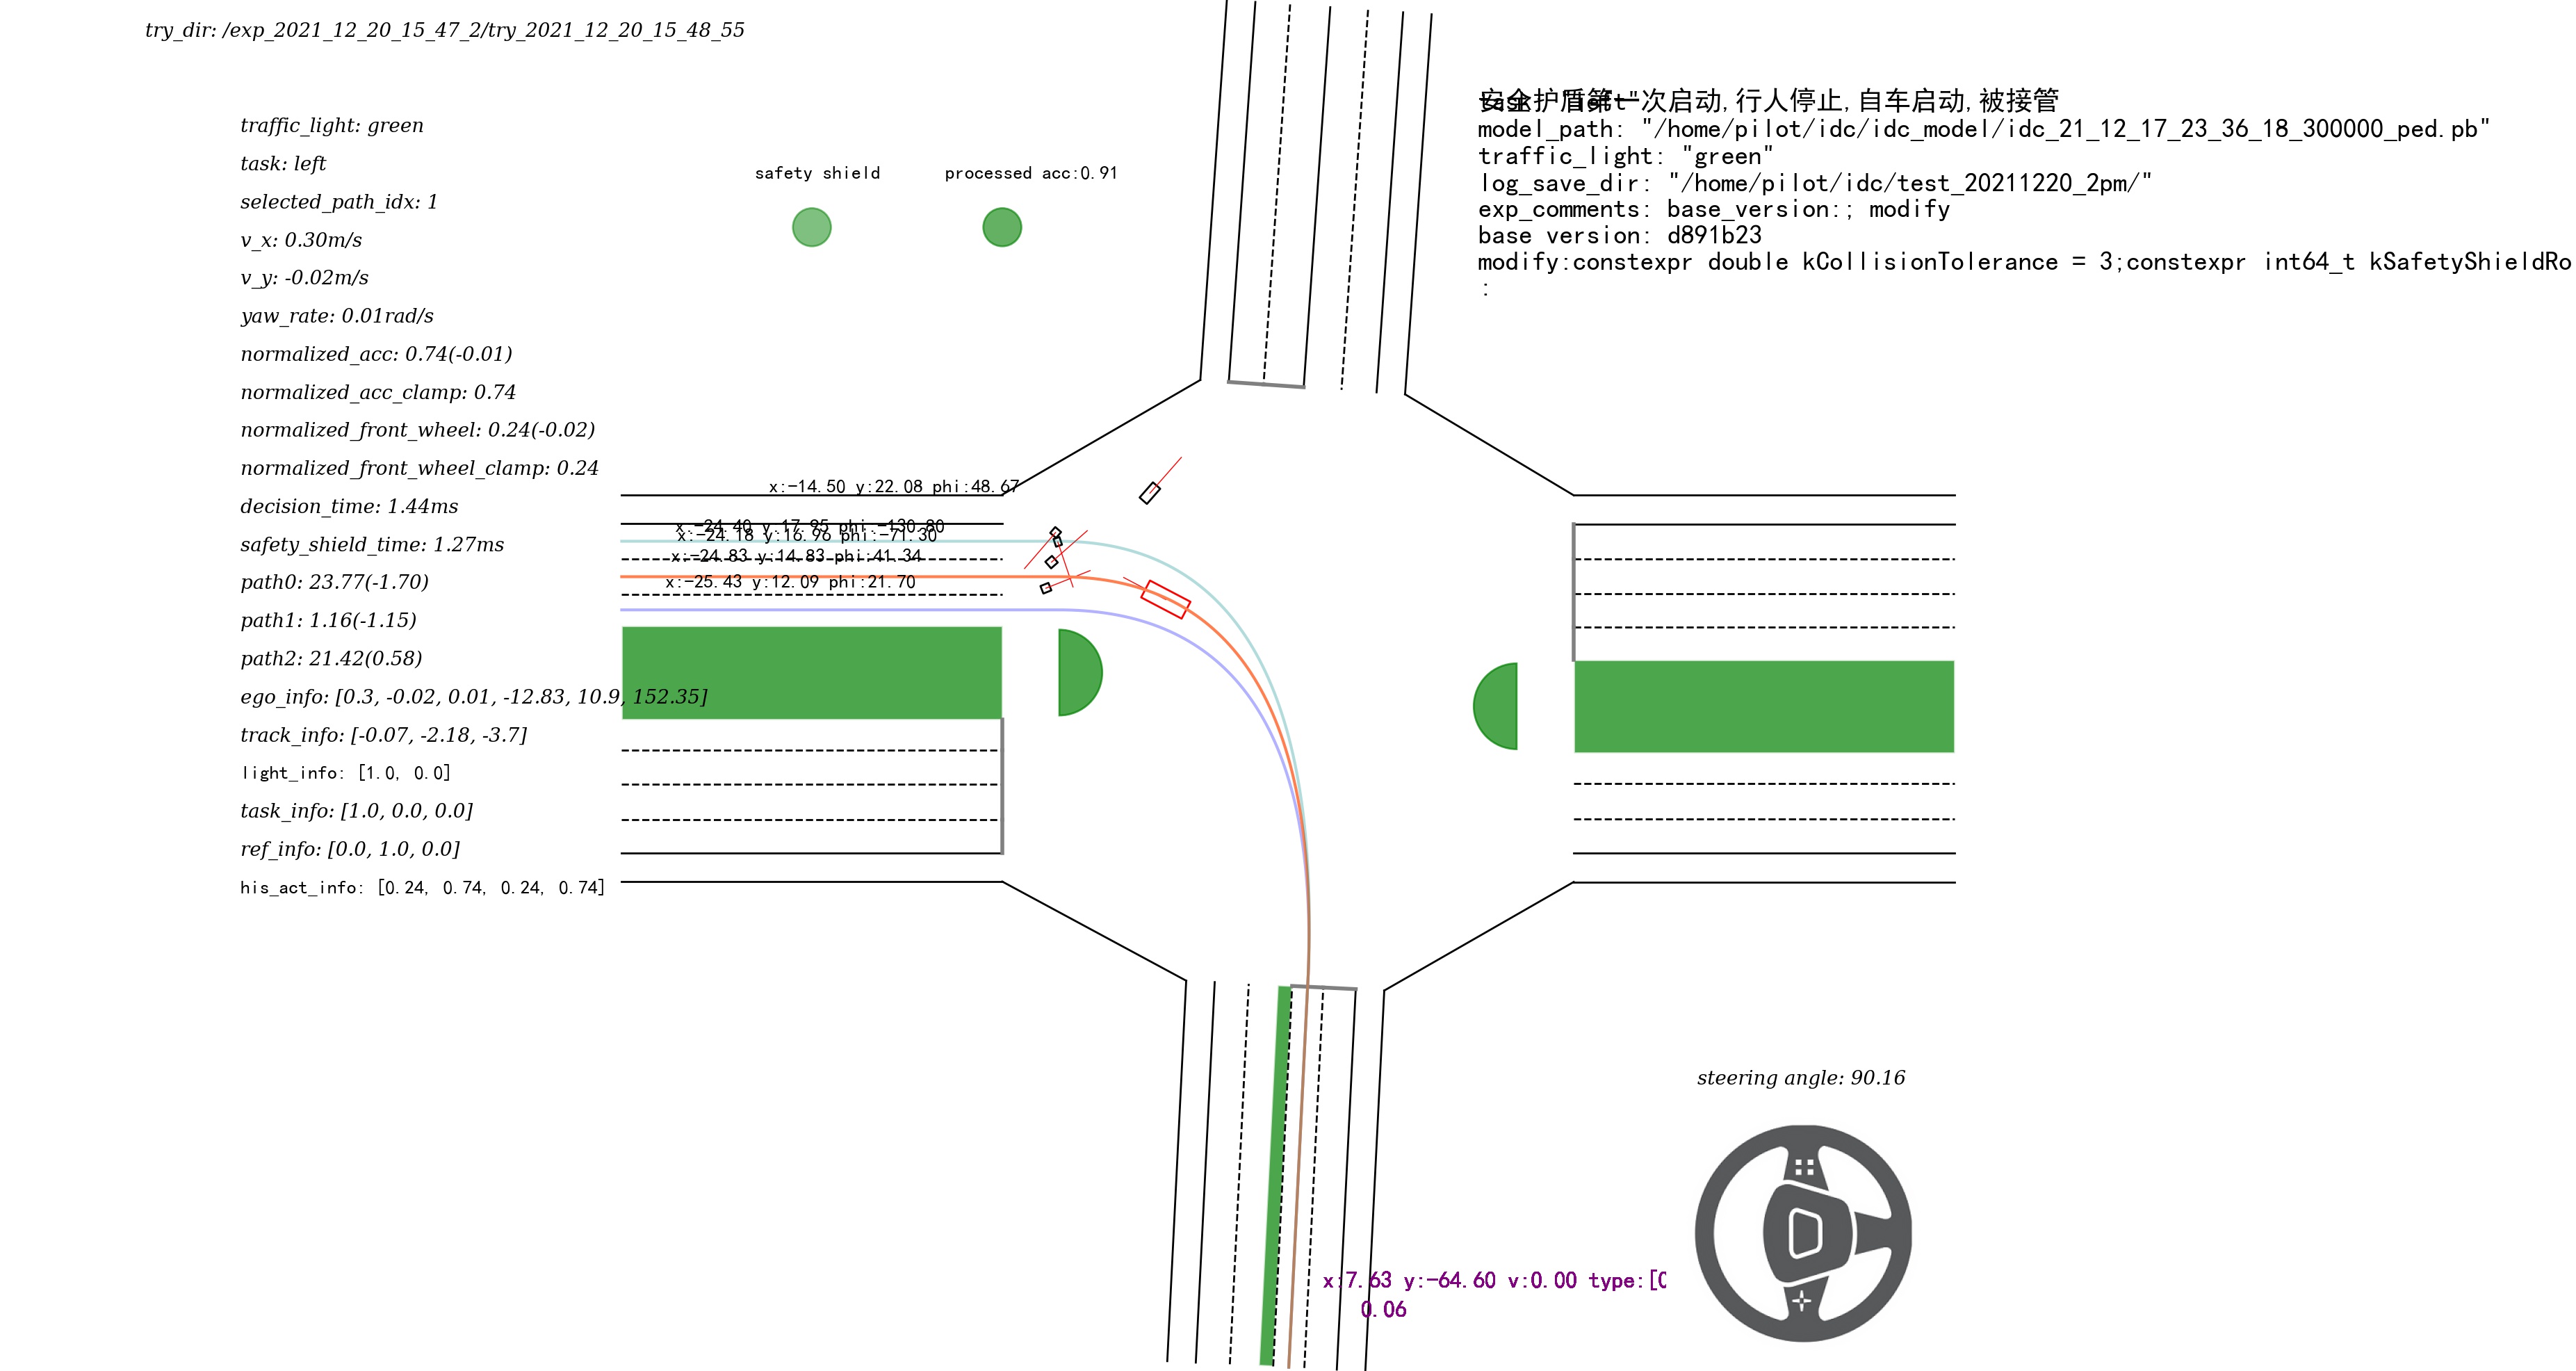 try_dir: /exp_2021_12_20_15_47_2/try_2021_12_20_15_48_55
traffic_light: green
task: left
selected_path_idx: 1
v_x: 0.30m/s
v_y: -0.02m/s
yaw_rate: 0.01rad/s
normalized_acc: 0.74(-0.01)
normalized_acc_clamp: 0.74
normalized_front_wheel: 0.24(-0.02)
normalized_front_wheel_clamp: 0.24
decision_time: 1.44ms
safety_shield_time: 1.27ms
path0: 23.77(-1.70)
path1: 1.16(-1.15)
path2: 21.42(0.58)
ego_info: [0.3, -0.02, 0.01, -12.83, 10.9, 152.35]
track_info: [-0.07, -2.18, -3.7]
light_info: [1.0, 0.0]
task_info: [1.0, 0.0, 0.0]
ref_info: [0.0, 1.0, 0.0]
his_act_info: [0.24, 0.74, 0.24, 0.74]
safety shield
processed acc:0.91
安全护盾第一次启动,行人停止,自车启动,被接管
task: "left"
model_path: "/home/pilot/idc/idc_model/idc_21_12_17_23_36_18_300000_ped.pb"
traffic_light: "green"
log_save_dir: "/home/pilot/idc/test_20211220_2pm/"
exp_comments: base_version:; modify
base version: d891b23
modify:constexpr double kCollisionTolerance = 3;constexpr int64_t kSafetyShieldRo
:
x:-14.50 y:22.08 phi:48.67
x:-24.40 y:17.95 phi:-130.80
x:-24.18 y:16.96 phi:-71.30
x:-24.83 y:14.83 phi:41.34
x:-25.43 y:12.09 phi:21.70
steering angle: 90.16
x:7.63 y:-64.60 v:0.00 type:[0
0.06